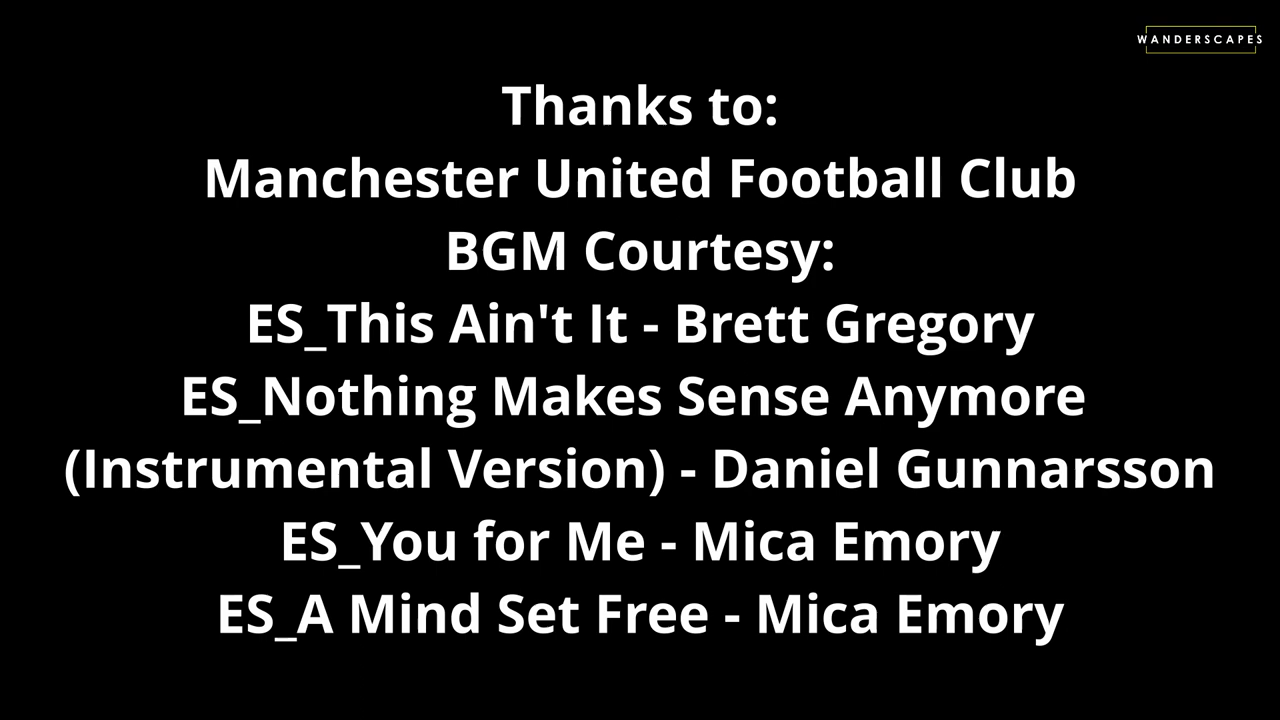 WANDERSCAPES
Thanks to:
Manchester United Football Club
BGM Courtesy:
ES_This Ain't It - Brett Gregory
ES_Nothing Makes Sense Anymore
(Instrumental Version) - Daniel Gunnarsson
ES_You for Me - Mica Emory
ES_A Mind Set Free - Mica Emory